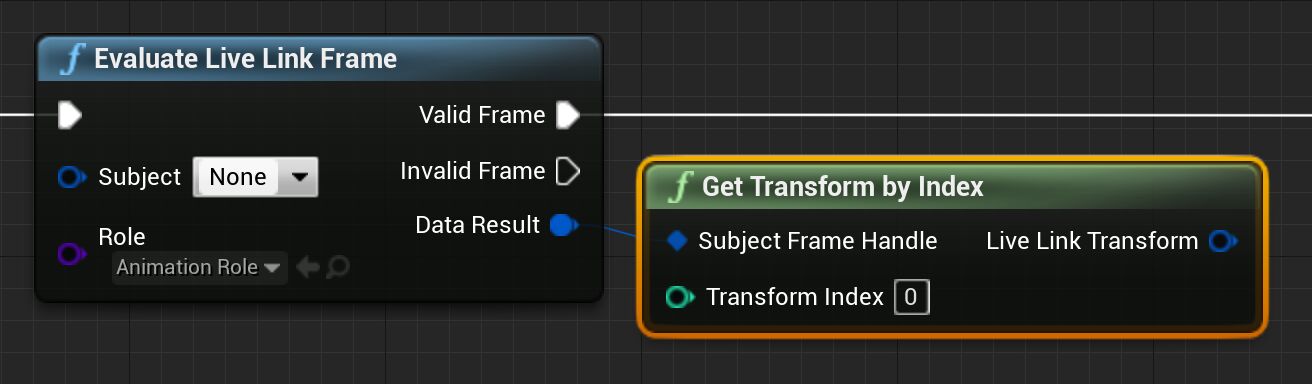 Evaluate Live Link Frame
Valid Frame
Subject None
Invalid Frame
Data Result
Role
Animation Role
Get Transform by Index
Subject Frame Handle Live Link Transform
Transform Index 0